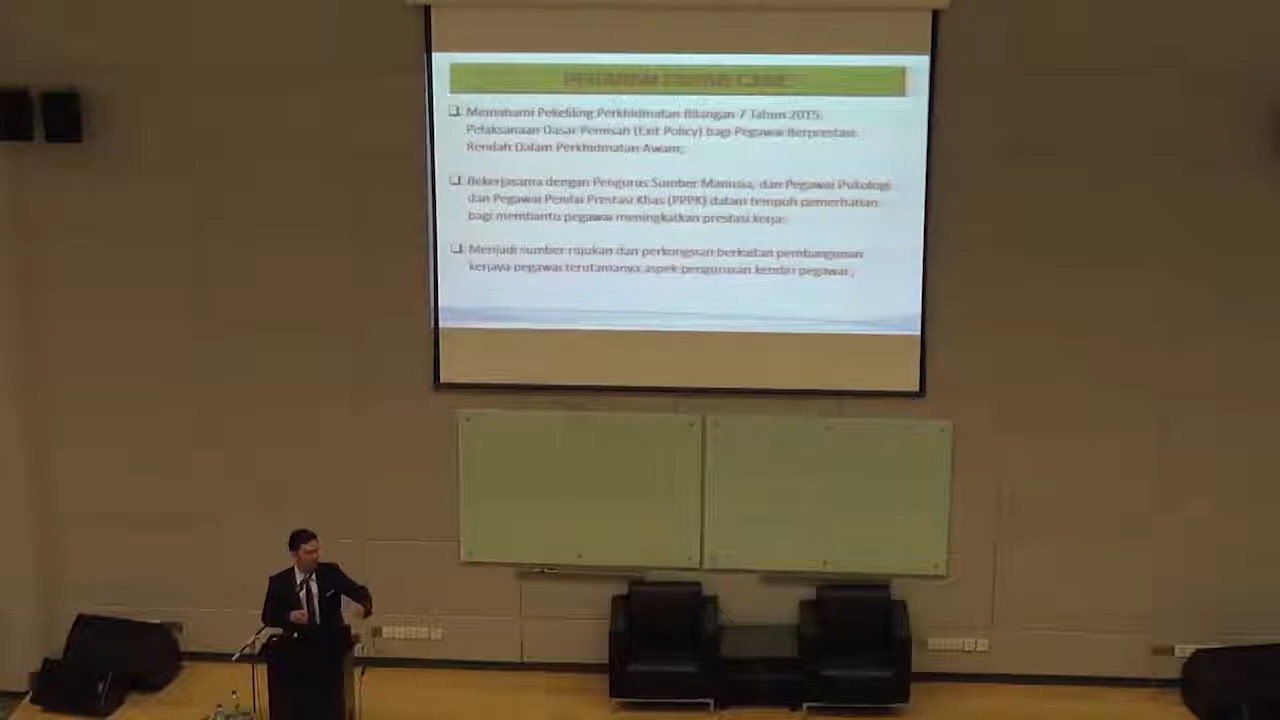 Memahami Pekeliling Perkhidmatan Bilangan 7 Tahun 2015:
Pelaksanaan Dasar Pemisah (Exit Policy) bagi Pegawai Berprestasi
Rendah Dalam Perkhidmatan Awam;
Bekerjasama dengan Pengurus Sumber Manusia, dan Pegawai Psikologi
dan Pegawai Penilai Prestasi Khas (PPPK) dalam tempoh pemerhatian
bagi membantu pegawai meningkatkan prestasi kerja;
Menjadi sumber rujukan dan perkongsian berkaitan pembangunan
kerjaya pegawai terutamanya aspek pengurusan kendiri pegawai ;